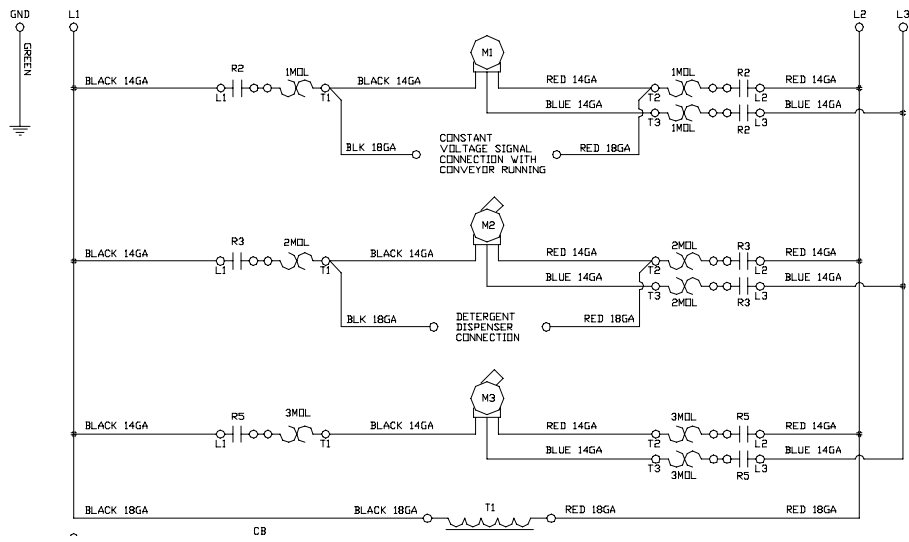 GND
L1
L2
L3
GREEN
M1
BLACK 14GA
R2
1MOL
BLACK 14GA
RED 14GA
1MOL
R2
RED 14GA
L1
T1
T2
L2
BLUE 14GA
BLUE 14GA
T3
1MOL
R2
L3
BLK 18GA
CONSTANT
VOLTAGE SIGNAL
CONNECTION WITH
CONVEYOR RUNNING
RED 18GA
M2
BLACK 14GA
R3
2MOL
BLACK 14GA
RED 14GA
2MOL
R3
RED 14GA
L1
T1
T2
L2
BLUE 14GA
BLUE 14GA
T3
2MOL
R3
L3
BLK 18GA
DETERGENT
DISPENSER
CONNECTION
RED 18GA
M3
BLACK 14GA
R5
3MOL
BLACK 14GA
RED 14GA
3MOL
R5
RED 14GA
L1
T1
T2
L2
BLUE 14GA
BLUE 14GA
T3
3MOL
R5
L3
BLACK 18GA
BLACK 18GA
T1
RED 18GA
RED 18GA
CB